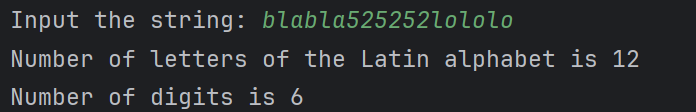 Input the string: blabla525252lololo
Number of letters of the Latin alphabet is 12
Number of digits is 6